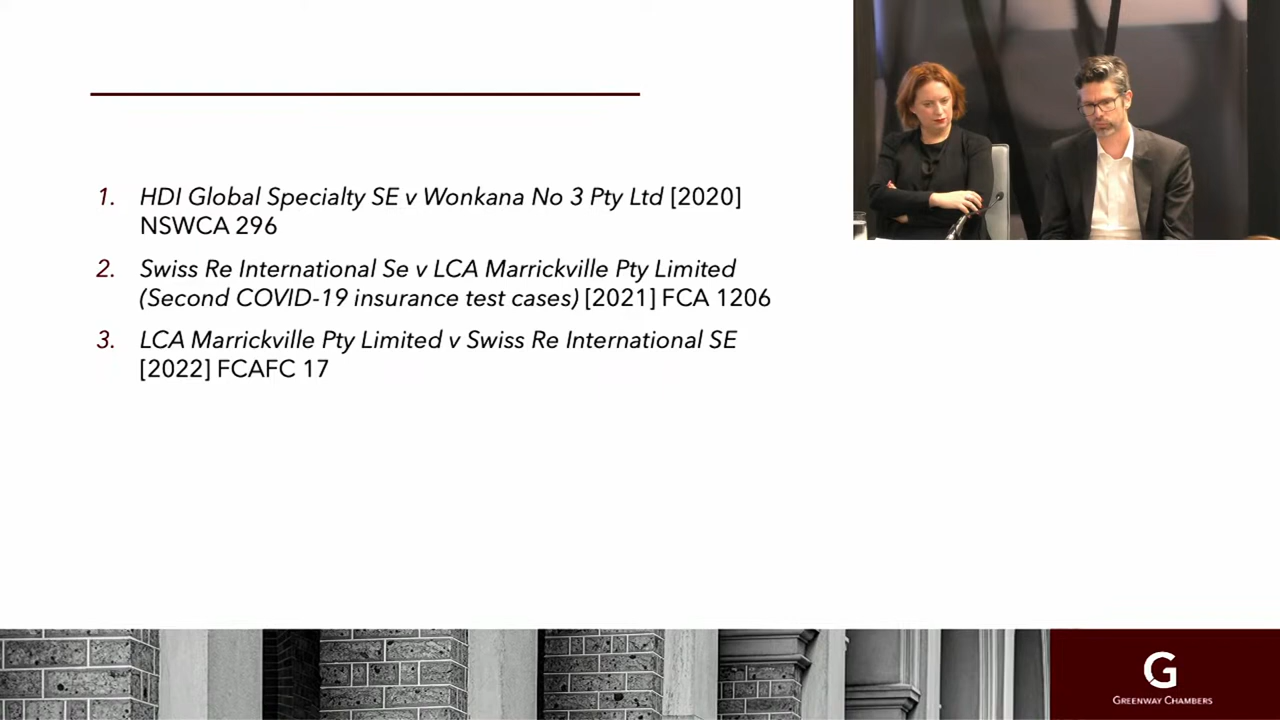 1. HDI Global Specialty SE v Wonkana No 3 Pty Ltd [2020]
NSWCA 296
2. Swiss Re International Se v LCA Marrickville Pty Limited
(Second COVID-19 insurance test cases) [2021] FCA 1206
3. LCA Marrickville Pty Limited v Swiss Re International SE
[2022] FCAFC 17
G
GREENWAY CHAMBERS